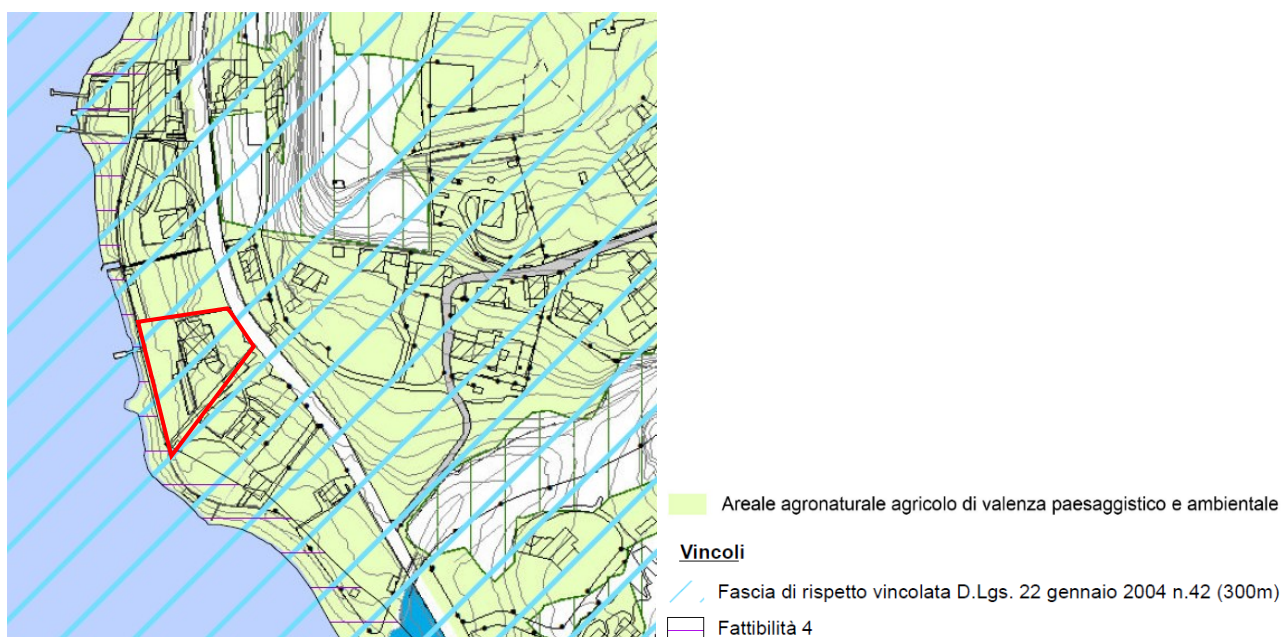 Areale agronaturale agricolo di valenza paesaggistico e ambientale
Vincoli
Fascia di rispetto vincolata D.Lgs. 22 gennaio 2004 n.42 (300m)
Fattibilità 4